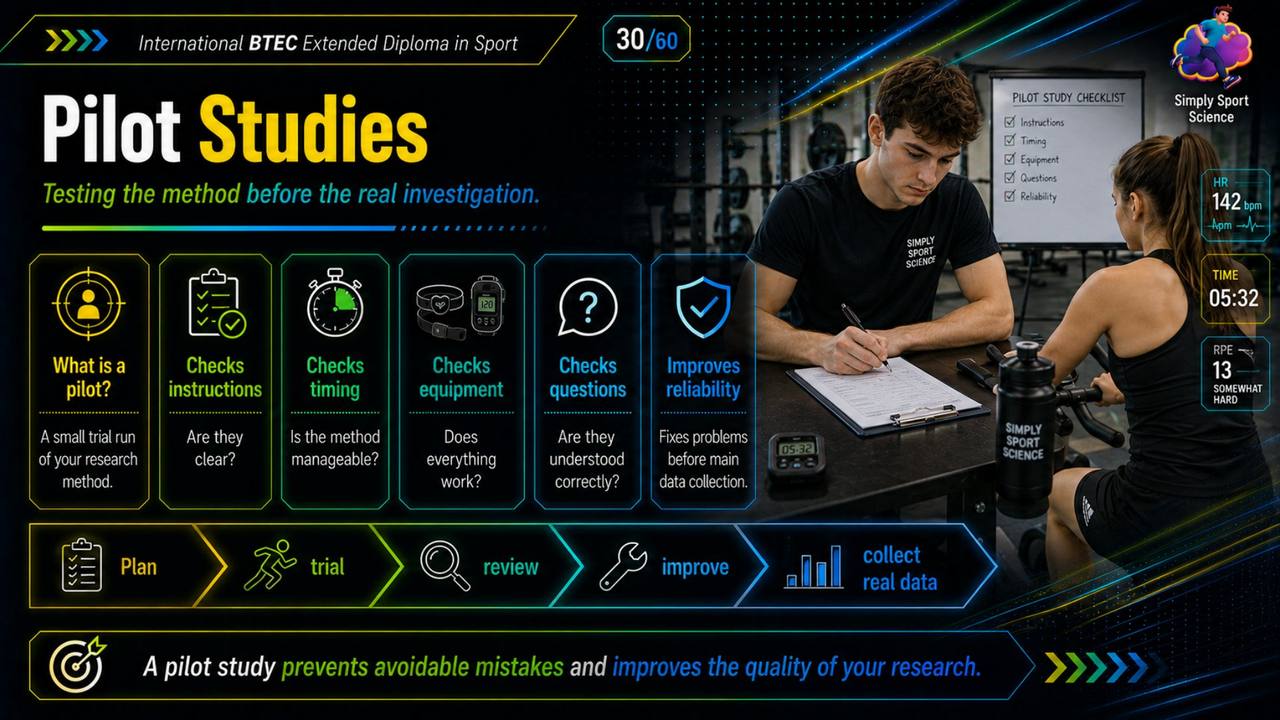 International BTEC Extended Diploma in Sport
30/60
Simply Sport
Science
Pilot Studies
Testing the method before the real investigation.
What is a
pilot?
A small trial run
of your research
method.
Checks
instructions
Are they
clear?
Checks
timing
Is the method
manageable?
120
Checks
equipment
Does
everything
work?
?
Checks
questions
Are they
understood
correctly?
Improves
reliability
Fixes problems
before main
data collection.
PILOT STUDY CHECKLIST
Instructions
Timing
Equipment
Questions
Reliability
SIMPLY
SPORT
SCIENCE
HR
142 bpm
TIME
05:32
RPE
13
SOMEWHAT
HARD
05:32
SIMPLY
SPORT
SCIENCE
Plan
trial
review
improve
collect
real data
A pilot study prevents avoidable mistakes and improves the quality of your research.